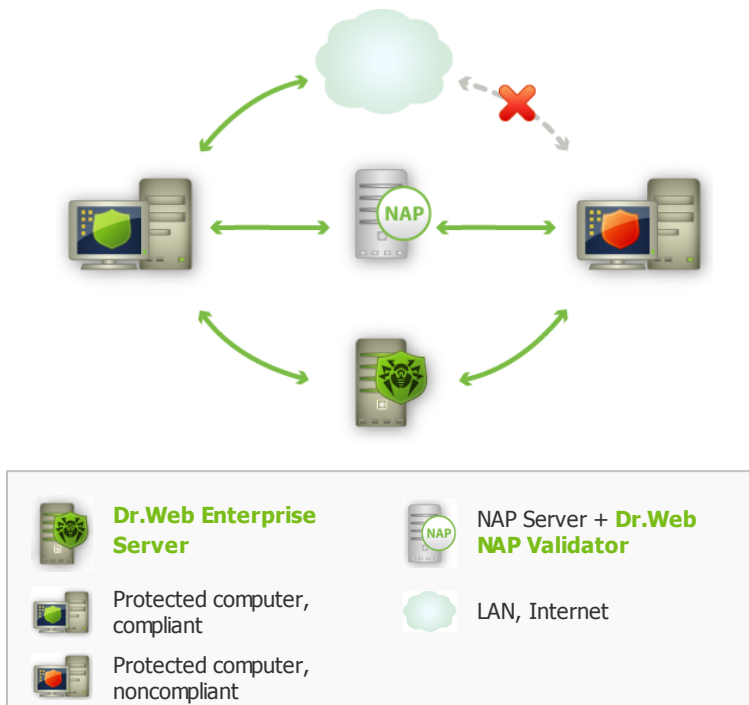 NAP
Dr.Web Enterprise
Server
NAP
NAP Server + Dr.Web
NAP Validator
Protected computer,
compliant
LAN, Internet
Protected computer,
noncompliant